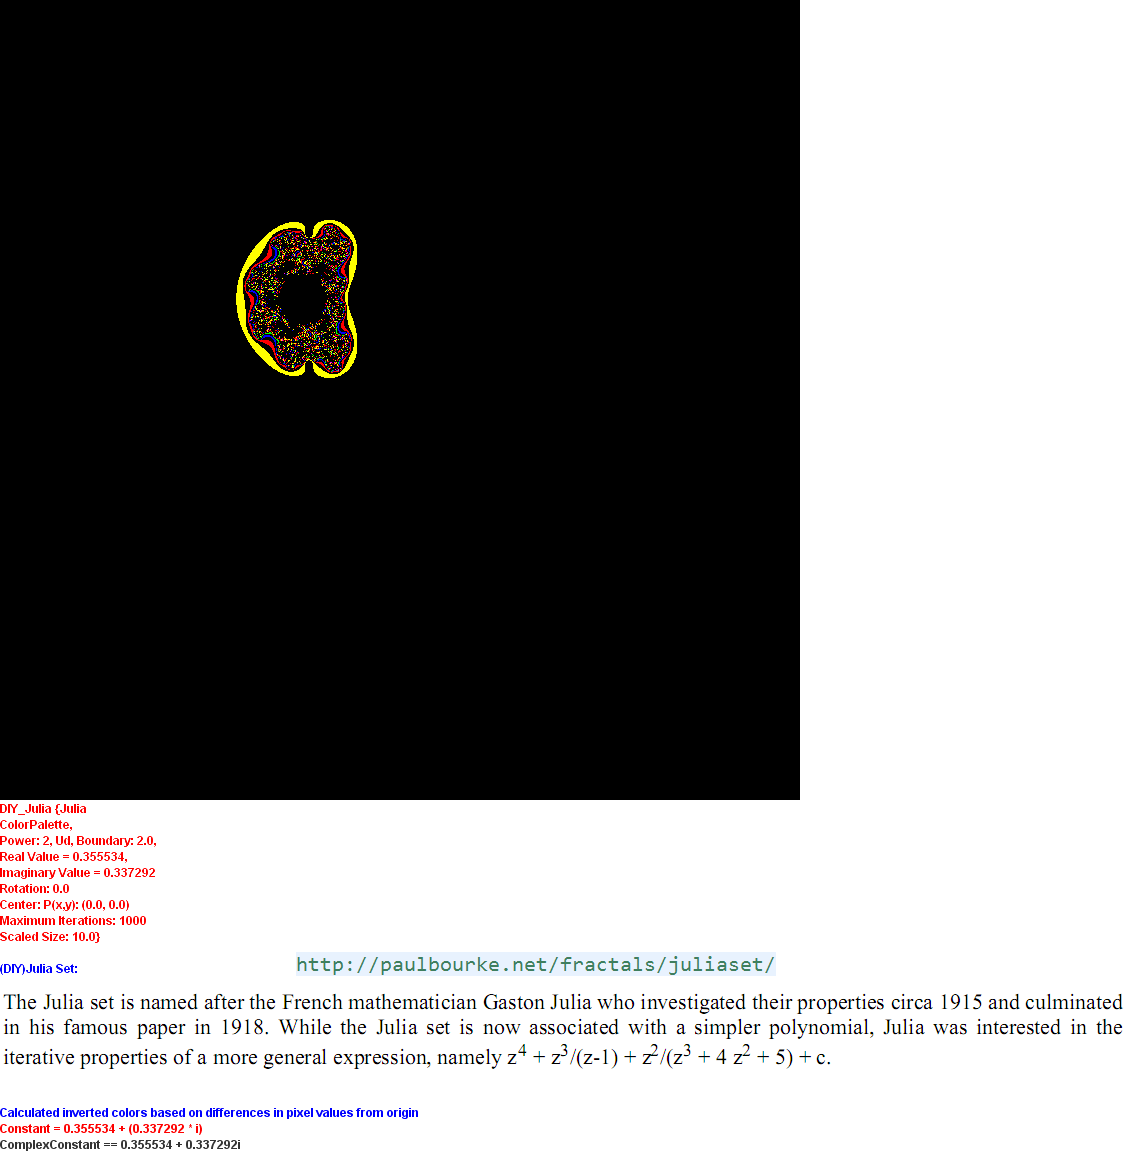 DIY_Julia {Julia
ColorPalette,
Power: 2, Ud, Boundary: 2.0,
Real Value = 0.355534,
Imaginary Value = 0.337292
Rotation: 0.0
Center: P(x,y): (0.0, 0.0)
Maximum Iterations: 1000
Scaled Size: 10.0}
(DIY)Julia Set:
http://paulbourke.net/fractals/juliaset/
The Julia set is named after the French mathematician Gaston Julia who investigated their properties circa 1915 and culminated
in his famous paper in 1918. While the Julia set is now associated with a simpler polynomial, Julia was interested in the
iterative properties of a more general expression, namely z⁴ + z³/(z-1) + z²/(z³ + 4 z² + 5) + c.
Calculated inverted colors based on differences in pixel values from origin
Constant = 0.355534 + (0.337292 * i)
ComplexConstant == 0.355534 + 0.337292i